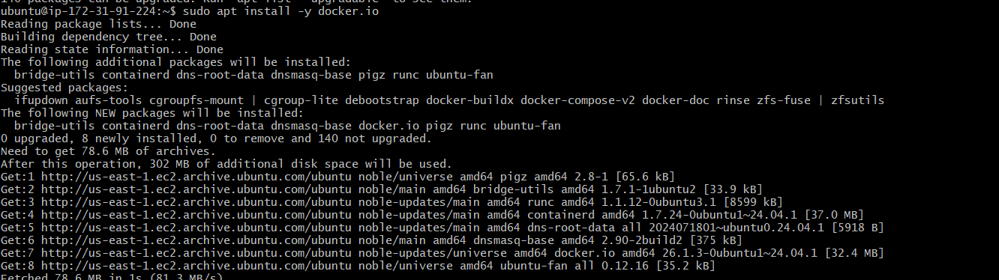 140 packages can be upgraded. Run 'apt list --upgradable' to see them.
ubuntu@ip-172-31-91-224:~$ sudo apt install -y docker.io
Reading package lists... Done
Building dependency tree... Done
Reading state information... Done
The following additional packages will be installed:
  bridge-utils containerd dns-root-data dnsmasq-base pigz runc ubuntu-fan
Suggested packages:
  ifupdown aufs-tools cgroupfs-mount | cgroup-lite debootstrap docker-buildx docker-compose-v2 docker-doc rinse zfs-fuse | zfsutils
The following NEW packages will be installed:
  bridge-utils containerd dns-root-data dnsmasq-base docker.io pigz runc ubuntu-fan
0 upgraded, 8 newly installed, 0 to remove and 140 not upgraded.
Need to get 78.6 MB of archives.
After this operation, 302 MB of additional disk space will be used.
Get:1 http://us-east-1.ec2.archive.ubuntu.com/ubuntu noble/universe amd64 pigz amd64 2.8-1 [65.6 kB]
Get:2 http://us-east-1.ec2.archive.ubuntu.com/ubuntu noble/main amd64 bridge-utils amd64 1.7.1-1ubuntu2 [33.9 kB]
Get:3 http://us-east-1.ec2.archive.ubuntu.com/ubuntu noble-updates/main amd64 runc amd64 1.1.12-0ubuntu3.1 [8599 kB]
Get:4 http://us-east-1.ec2.archive.ubuntu.com/ubuntu noble-updates/main amd64 containerd amd64 1.7.24-0ubuntu1~24.04.1 [37.0 MB]
Get:5 http://us-east-1.ec2.archive.ubuntu.com/ubuntu noble-updates/main amd64 dns-root-data all 2024071801~ubuntu0.24.04.1 [5918 B]
Get:6 http://us-east-1.ec2.archive.ubuntu.com/ubuntu noble/main amd64 dnsmasq-base amd64 2.90-2build2 [375 kB]
Get:7 http://us-east-1.ec2.archive.ubuntu.com/ubuntu noble-updates/universe amd64 docker.io amd64 26.1.3-0ubuntu1~24.04.1 [32.4 MB]
Get:8 http://us-east-1.ec2.archive.ubuntu.com/ubuntu noble/universe amd64 ubuntu-fan all 0.12.16 [35.2 kB]
Fetched 78.6 MB in 1s (81.3 MB/s)